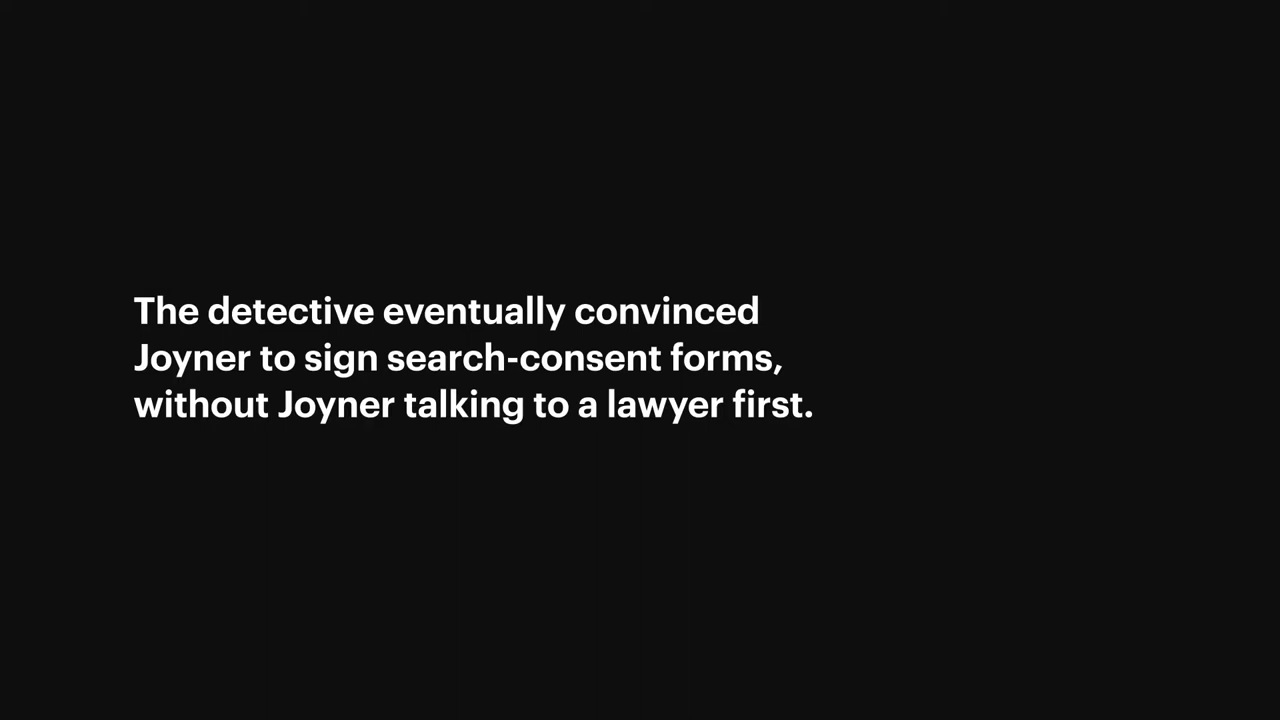 The detective eventually convinced
Joyner to sign search-consent forms,
without Joyner talking to a lawyer first.